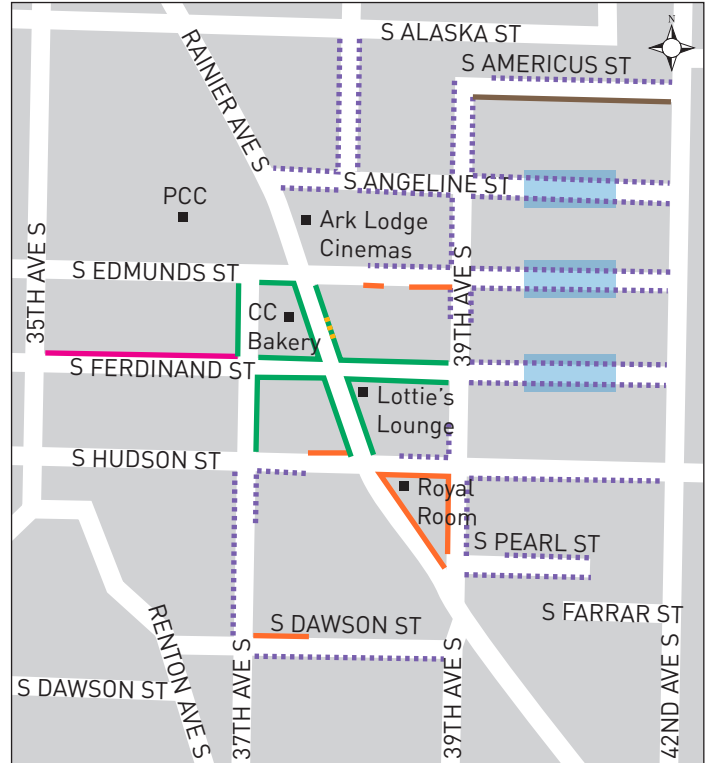 N
S ALASKA ST
RAINIER AVE S
S AMERICUS ST
S ANGELINE ST
PCC
Ark Lodge
Cinemas
35TH AVE S
S EDMUNDS ST
39TH AVE S
CC
Bakery
S FERDINAND ST
Lottie's
Lounge
S HUDSON ST
Royal
Room
S PEARL ST
S FARRAR ST
S DAWSON ST
RENTON AVE S
S DAWSON ST
37TH AVE S
39TH AVE S
42ND AVE S